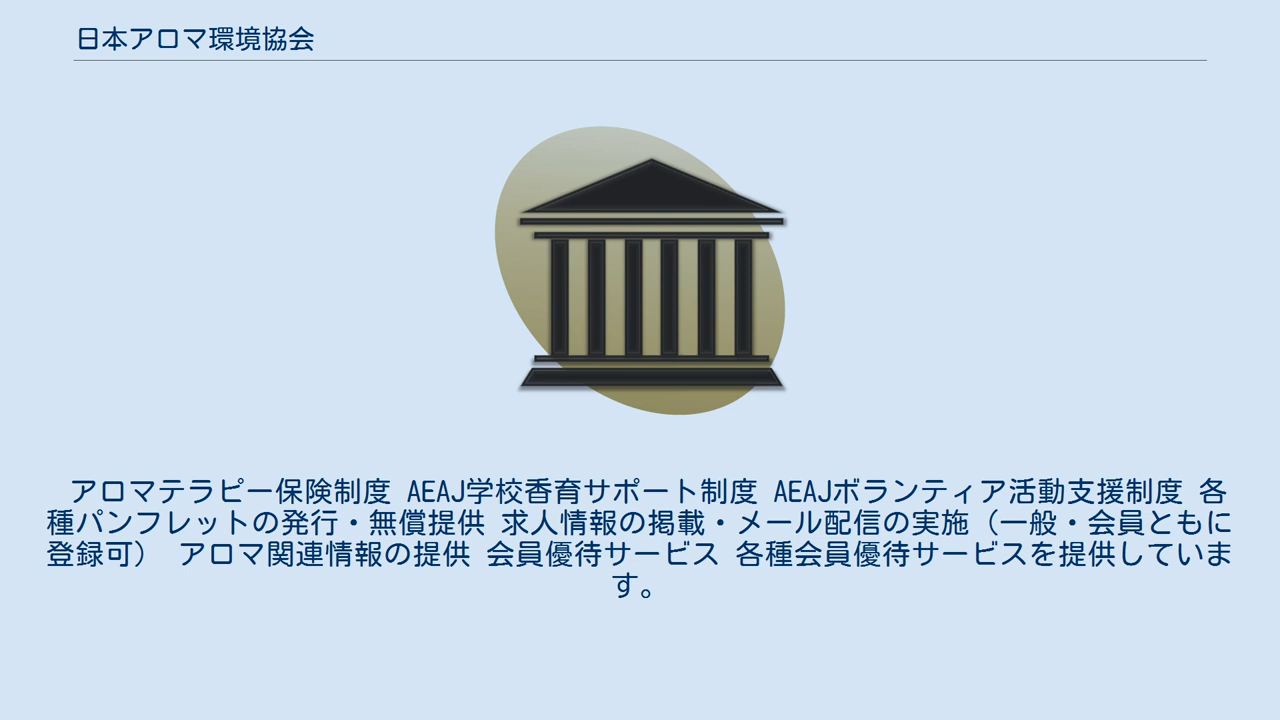 日本アロマ環境協会
アロマテラピー保険制度 AEAJ学校香育サポート制度 AEAJボランティア活動支援制度 各
種パンフレットの発行・無償提供 求人情報の掲載・メール配信の実施（一般・会員ともに
登録可） アロマ関連情報の提供 会員優待サービス 各種会員優待サービスを提供していま
す。